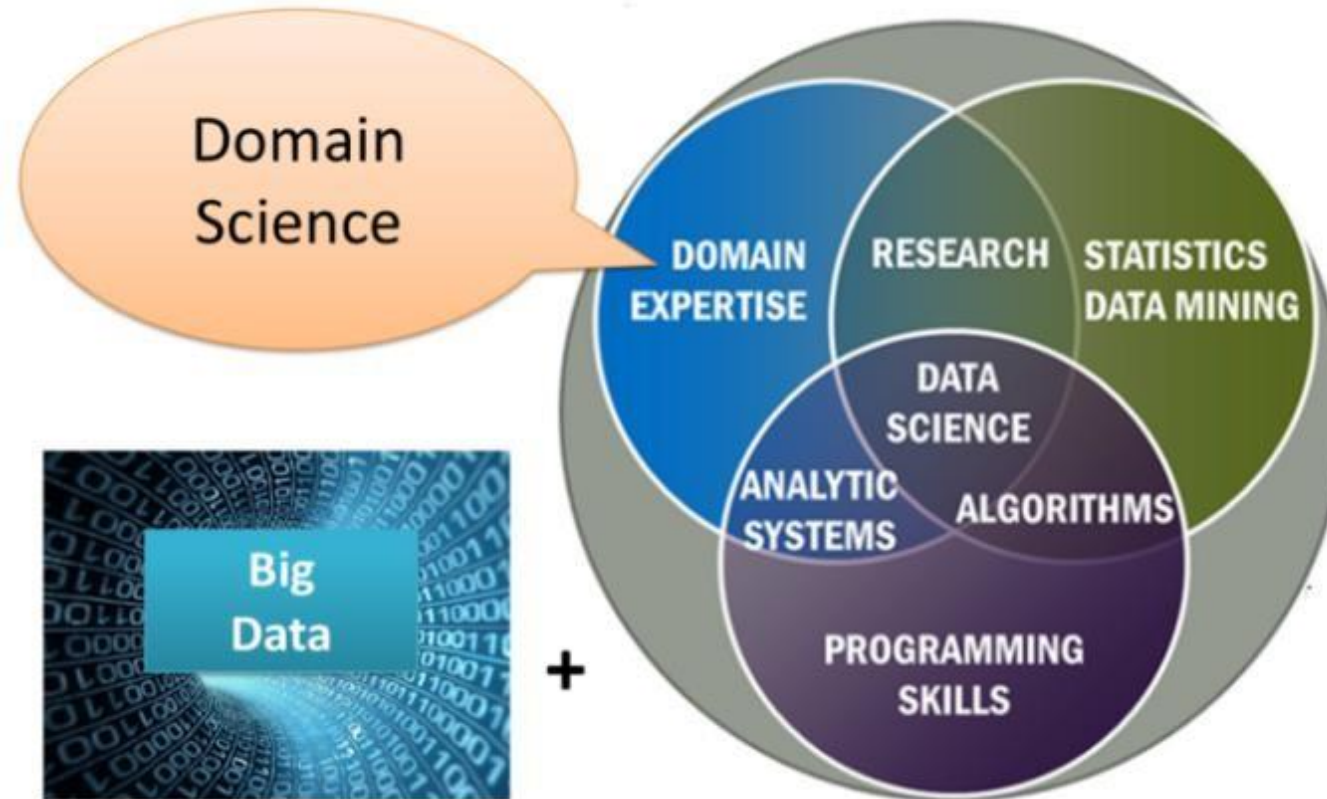 Domain
Science
DOMAIN
EXPERTISE
RESEARCH
STATISTICS
DATA MINING
DATA
SCIENCE
ANALYTIC
SYSTEMS
ALGORITHMS
PROGRAMMING
SKILLS
Big
Data
+